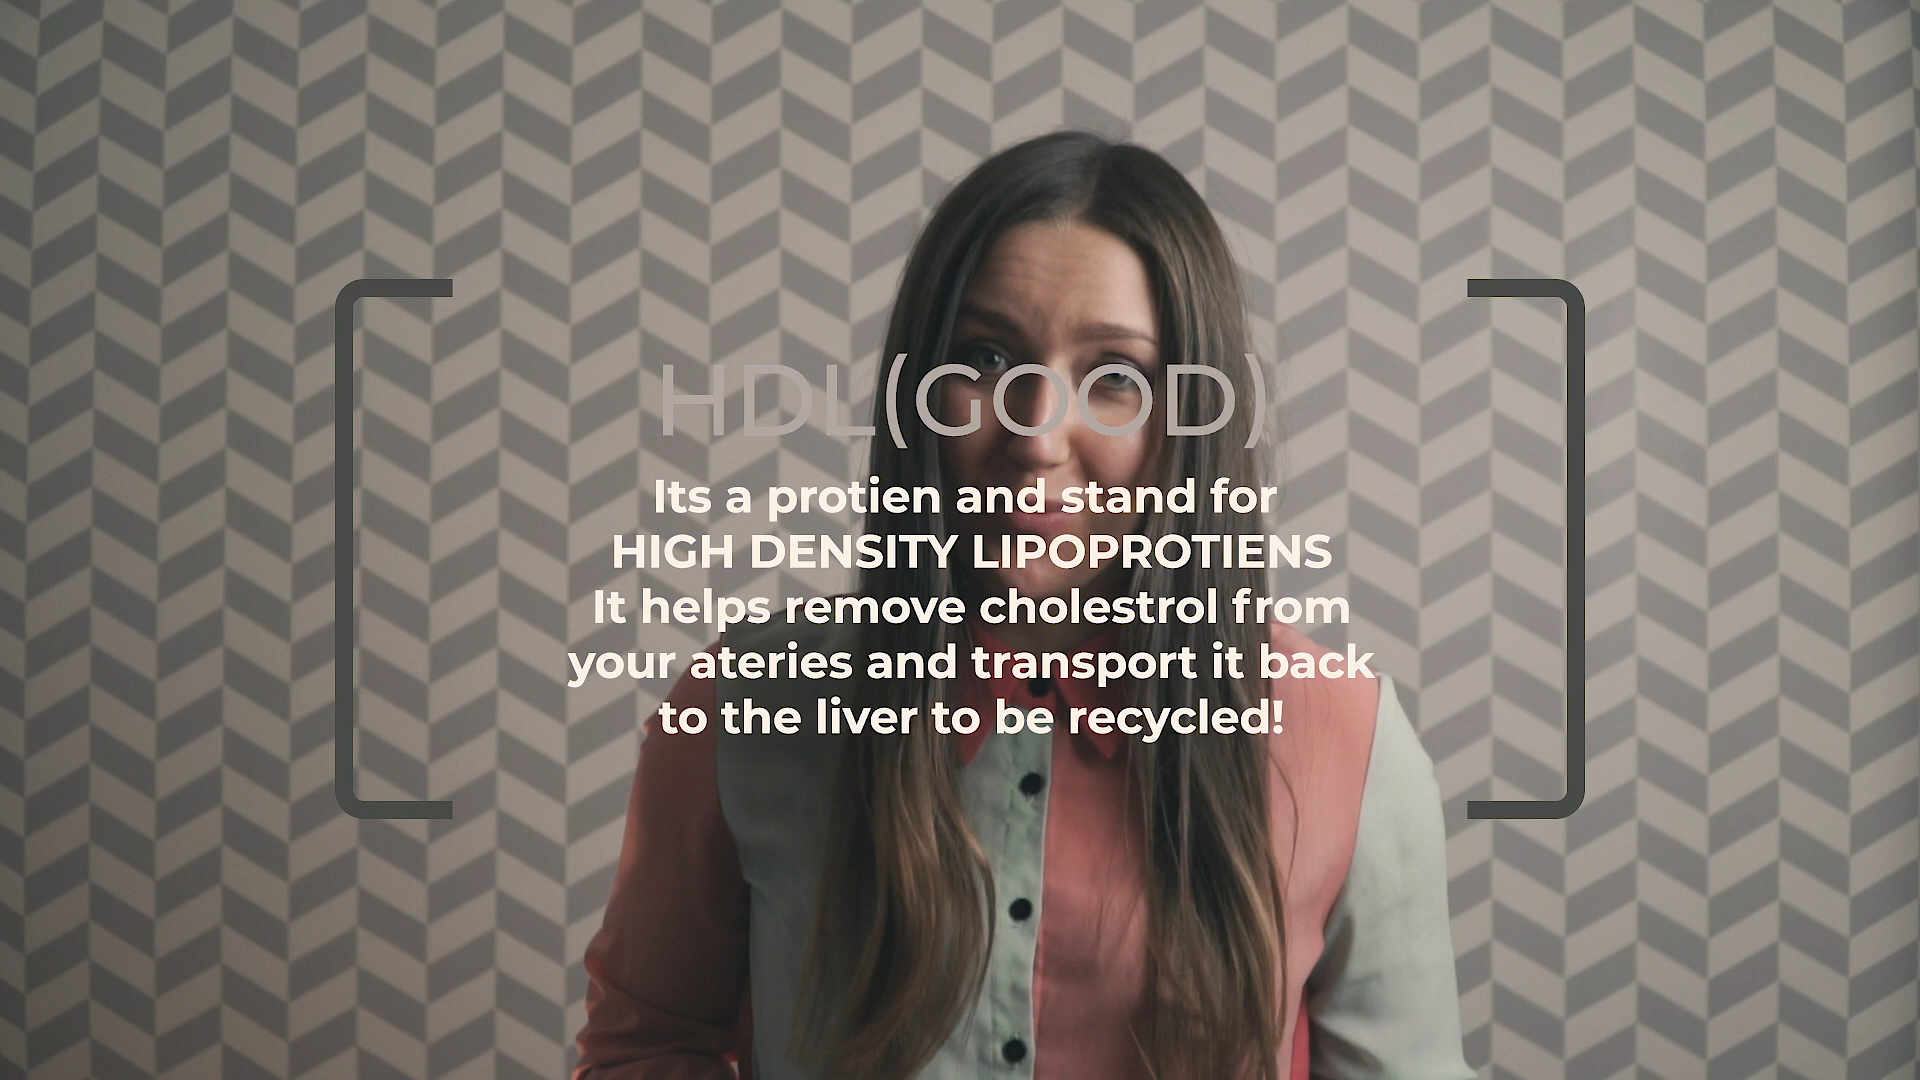 HDL(GOOD)
Its a protien and stand for
HIGH DENSITY LIPOPROTIENS
It helps remove cholestrol from
your ateries and transport it back
to the liver to be recycled!